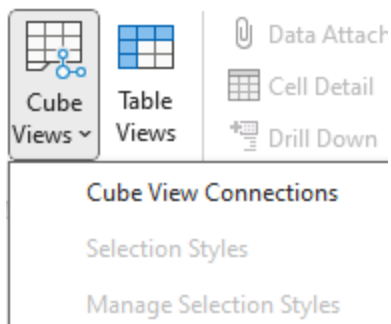 Cube
Views
Table
Views
Data Attach
Cell Detail
Drill Down
Cube View Connections
Selection Styles
Manage Selection Styles